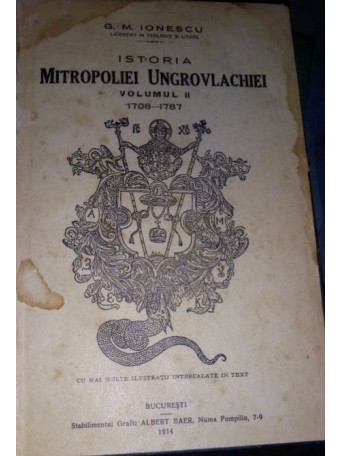 G. M. IONESCU
LICENȚIAT IN TEOLOGIE ȘI LITERE
ISTORIA
MITROPOLIEI UNGROVLACHIEI
VOLUMUL II
1708—1787
CU MAI MULTE ILUSTRAȚII INTERCALATE IN TEXT
BUCUREȘTI
Stabilimentul Grafic ALBERT BAER, Numa Pompiliu, 7-9
1914